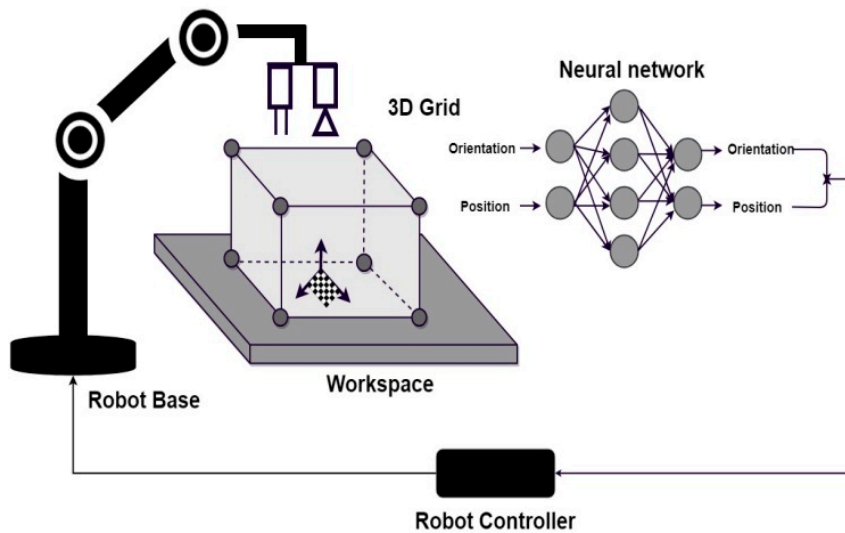 Neural network
3D Grid
Orientation
Orientation
Position
Position
Workspace
Robot Base
Robot Controller